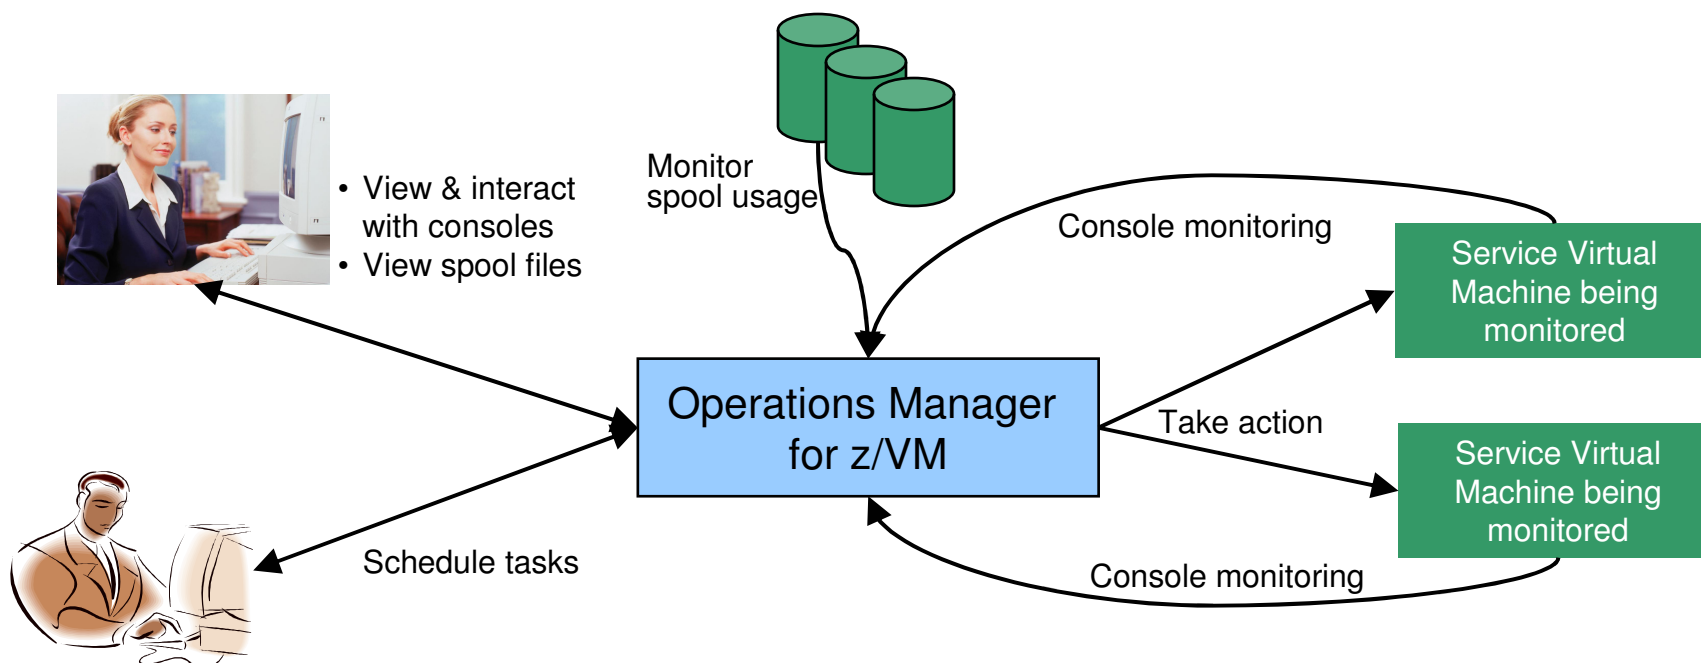 Monitor
spool usage
• View & interact
with consoles
• View spool files
Console monitoring
Service Virtual
Machine being
monitored
Operations Manager
for z/VM
Take action
Service Virtual
Machine being
monitored
Schedule tasks
Console monitoring